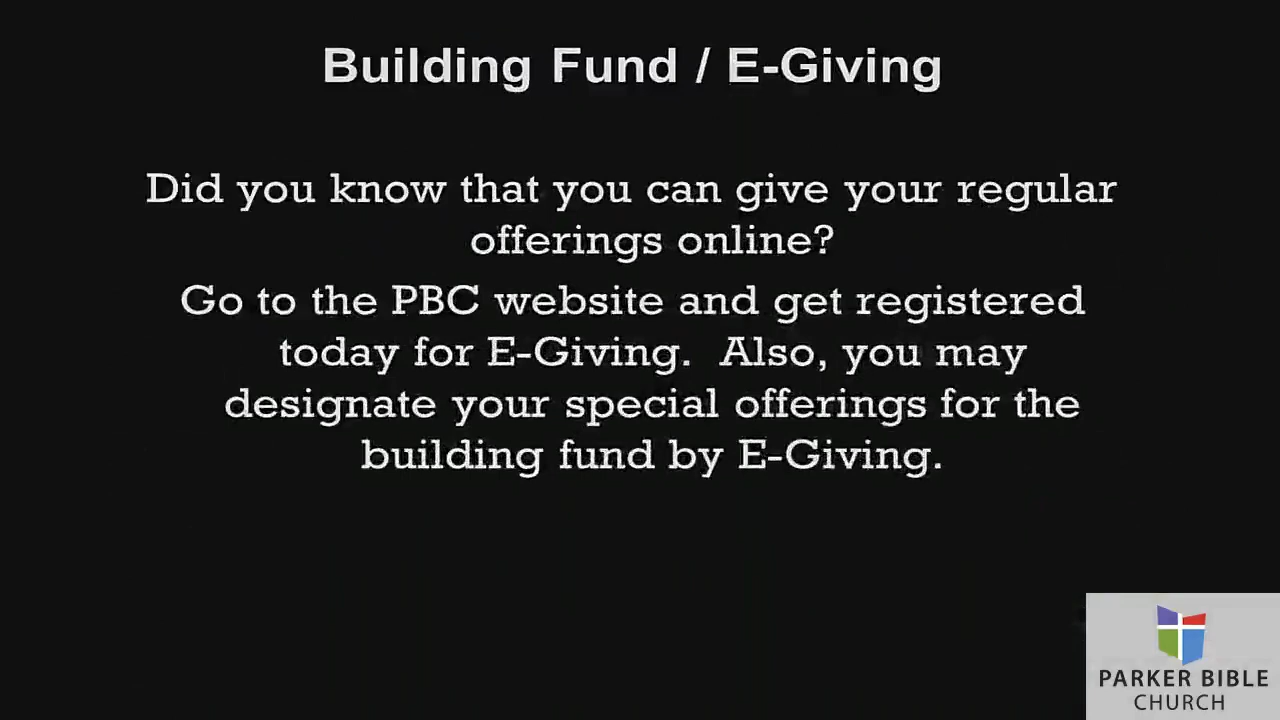 Building Fund / E-Giving
Did you know that you can give your regular
offerings online?
Go to the PBC website and get registered
today for E-Giving.  Also, you may
designate your special offerings for the
building fund by E-Giving.
PARKER BIBLE
CHURCH